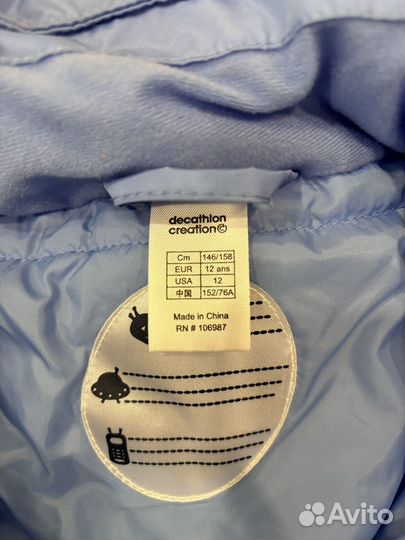 decathlon
creation©
Cm 146/158
EUR 12 ans
USA 12
中国 152/76A
Made in China
RN # 106987
Avito